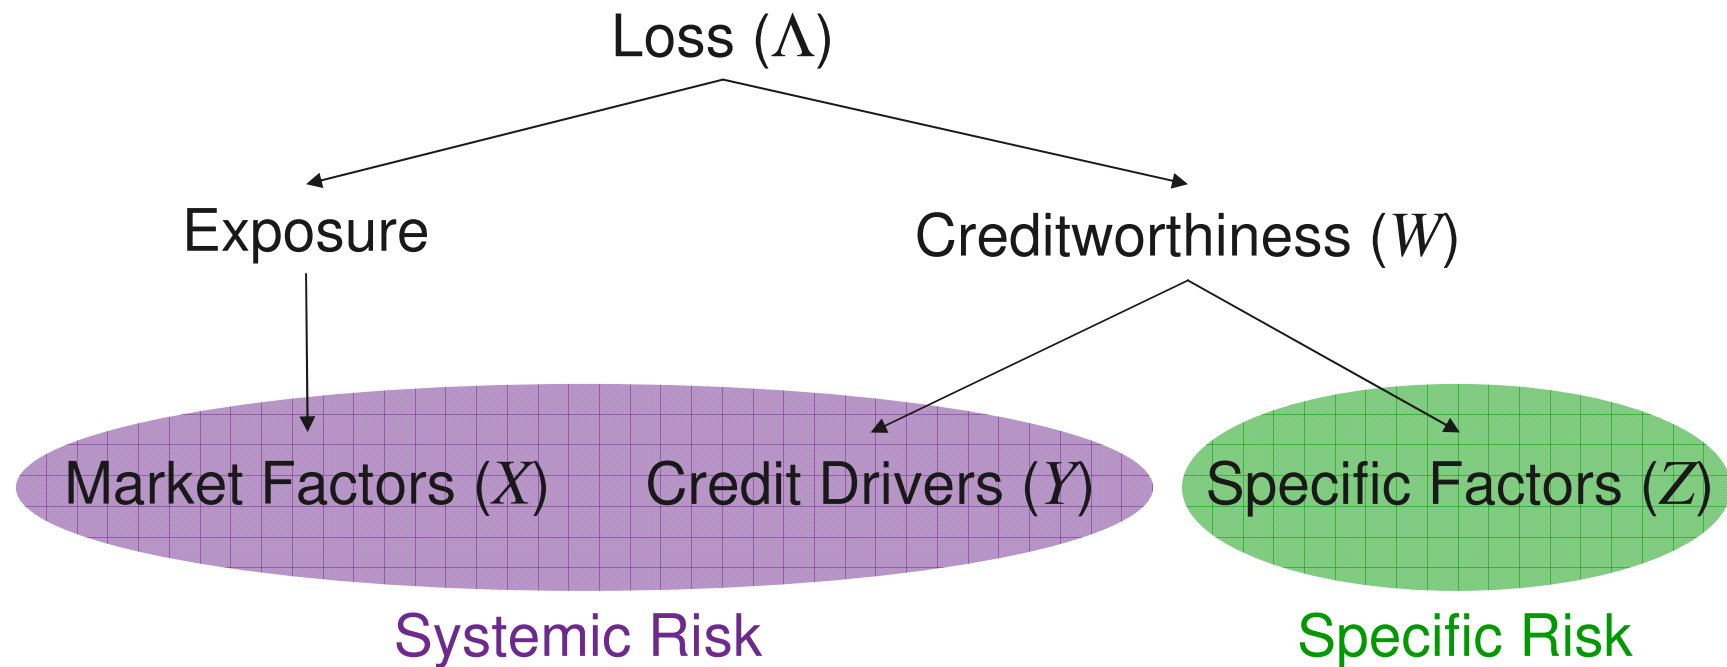 Loss (Λ)
Exposure
Creditworthiness (W)
Market Factors (X)
Credit Drivers (Y)
Specific Factors (Z)
Systemic Risk
Specific Risk